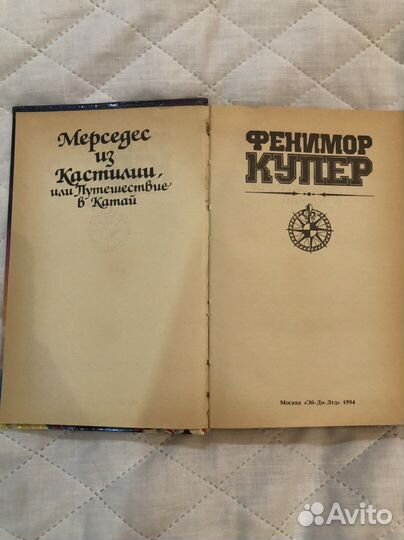 Мерседес
из
Кастилии,
или Путешествие
в Катай
ФЕНИМОР
КУПЕР
Москва «Эй-Ди-Лтд» 1994
Avito